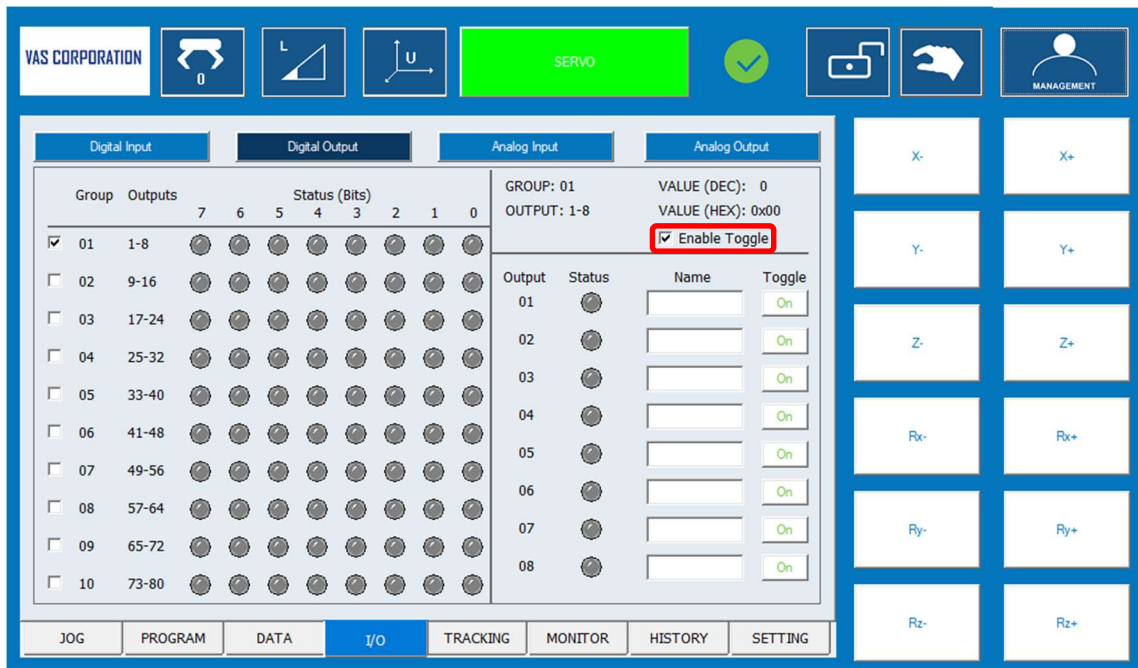 VAS CORPORATION
0
L
U
SERVO
MANAGEMENT
Digital Input
Digital Output
Analog Input
Analog Output
Group Outputs Status (Bits)
7 6 5 4 3 2 1 0
01 1-8
02 9-16
03 17-24
04 25-32
05 33-40
06 41-48
07 49-56
08 57-64
09 65-72
10 73-80
GROUP: 01 VALUE (DEC): 0
OUTPUT: 1-8 VALUE (HEX): 0x00
Enable Toggle
Output Status Name Toggle
01 On
02 On
03 On
04 On
05 On
06 On
07 On
08 On
X- X+
Y- Y+
Z- Z+
Rx- Rx+
Ry- Ry+
Rz- Rz+
JOG PROGRAM DATA I/O TRACKING MONITOR HISTORY SETTING